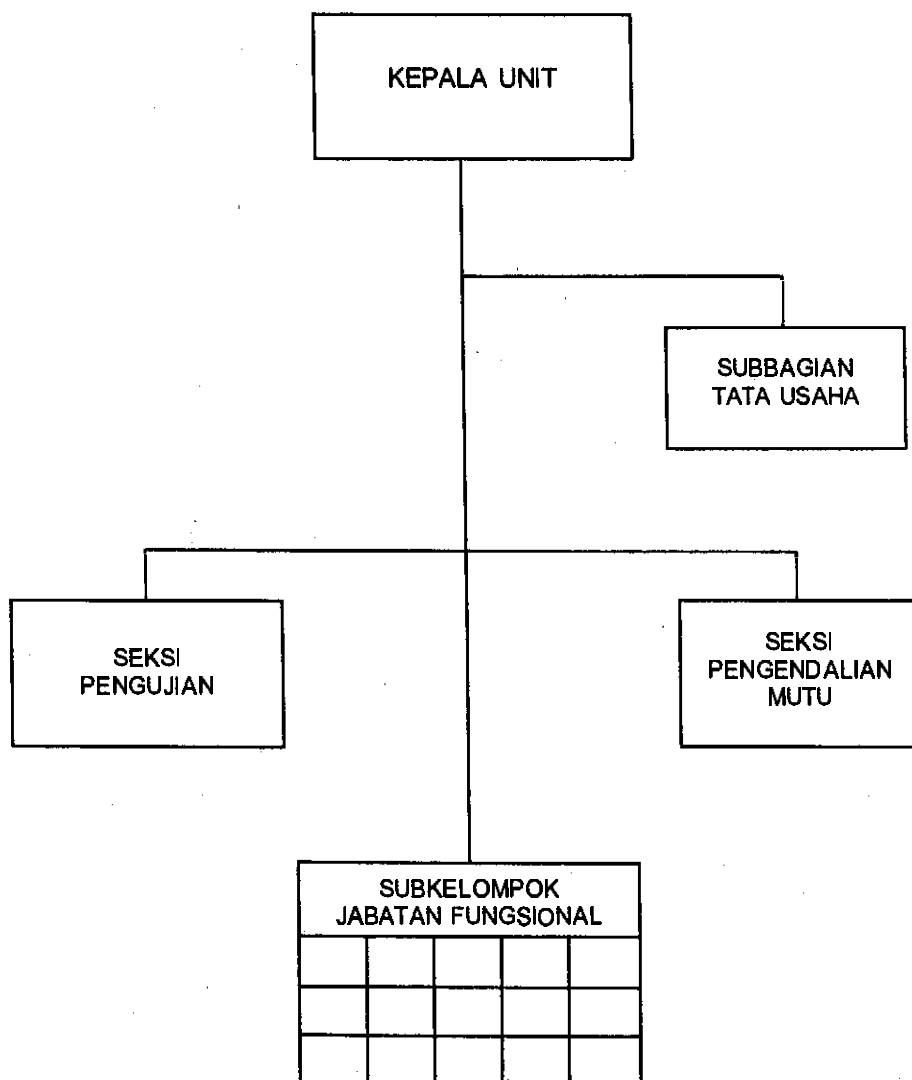 KEPALA UNIT
SUBBAGIAN
TATA USAHA
SEKSI
PENGUJIAN
SEKSI
PENGENDALIAN
MUTU
SUBKELOMPOK
JABATAN FUNGSIONAL